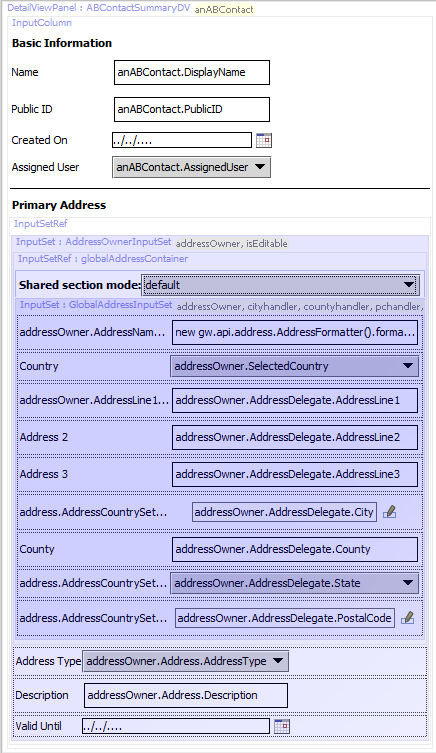 DetailViewPanel : ABContactSummaryDV anABContact
InputColumn
Basic Information
Name anABContact.DisplayName
Public ID anABContact.PublicID
Created On ../../....
Assigned User anABContact.AssignedUser
Primary Address
InputSetRef
InputSet : AddressOwnerInputSet addressOwner, isEditable
InputSetRef : globalAddressContainer
Shared section mode: default
InputSet : GlobalAddressInputSet addressOwner, cityhandler, countyhandler, pchandler,
addressOwner.AddressNam... new gw.api.address.AddressFormatter().forma...
Country addressOwner.SelectedCountry
addressOwner.AddressLine1... addressOwner.AddressDelegate.AddressLine1
Address 2 addressOwner.AddressDelegate.AddressLine2
Address 3 addressOwner.AddressDelegate.AddressLine3
address.AddressCountrySet... addressOwner.AddressDelegate.City
County addressOwner.AddressDelegate.County
address.AddressCountrySet... addressOwner.AddressDelegate.State
address.AddressCountrySet... addressOwner.AddressDelegate.PostalCode
Address Type addressOwner.Address.AddressType
Description addressOwner.Address.Description
Valid Until ../../....